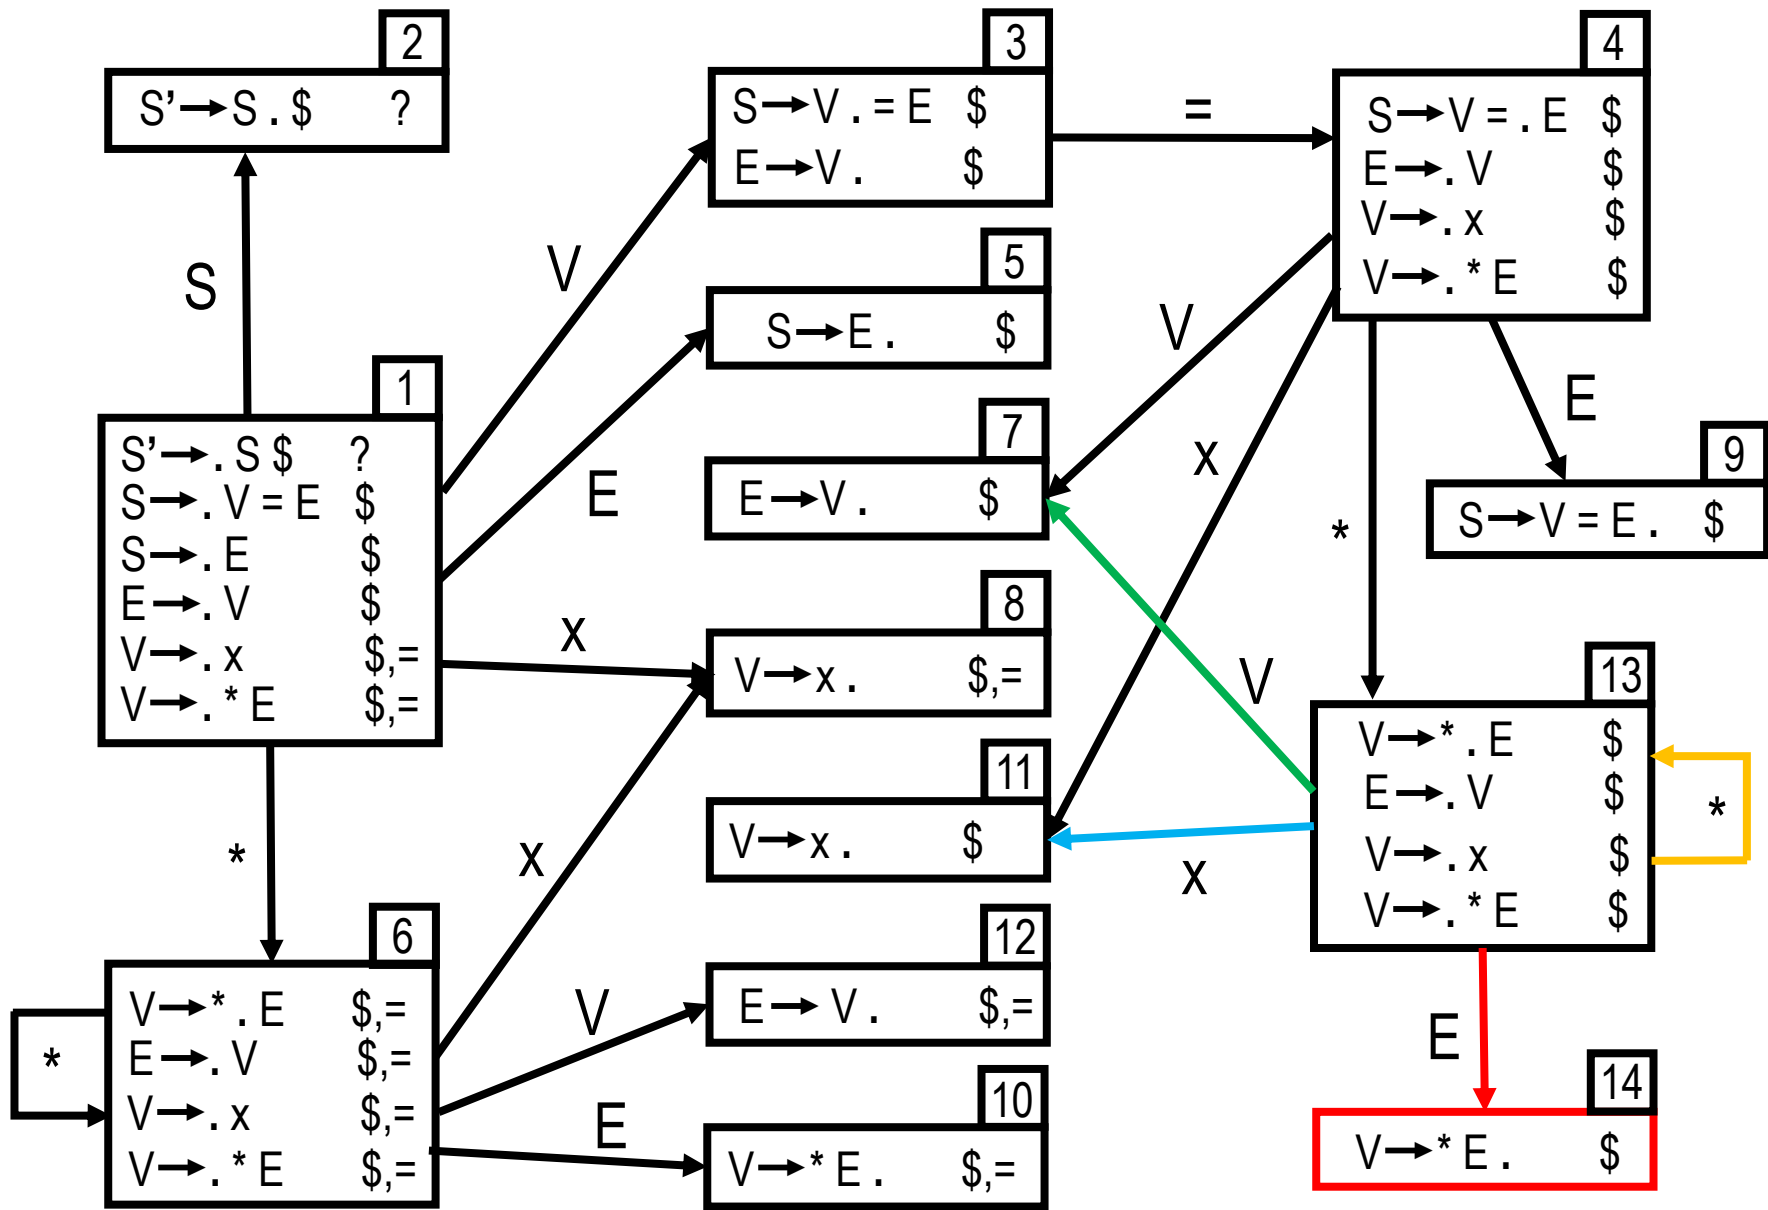 2
S’→S.$ ?
3
S→V.=E $
E→V. $
=
4
S→V=.E $
E→.V $
V→.x $
V→.*E $
S
V
5
S→E. $
V
E
1
S’→.S$ ?
S→.V=E $
S→.E $
E→.V $
V→.x $,=
V→.*E $,=
E
7
E→V. $
x
*
9
S→V=E. $
x
8
V→x. $,=
V
13
V→*.E $
E→.V $
V→.x $
V→.*E $
*
*
x
11
V→x. $
x
6
V→*.E $,=
E→.V $,=
V→.x $,=
V→.*E $,=
*
V
12
E→V. $,=
E
10
V→*E. $,=
E
14
V→*E. $